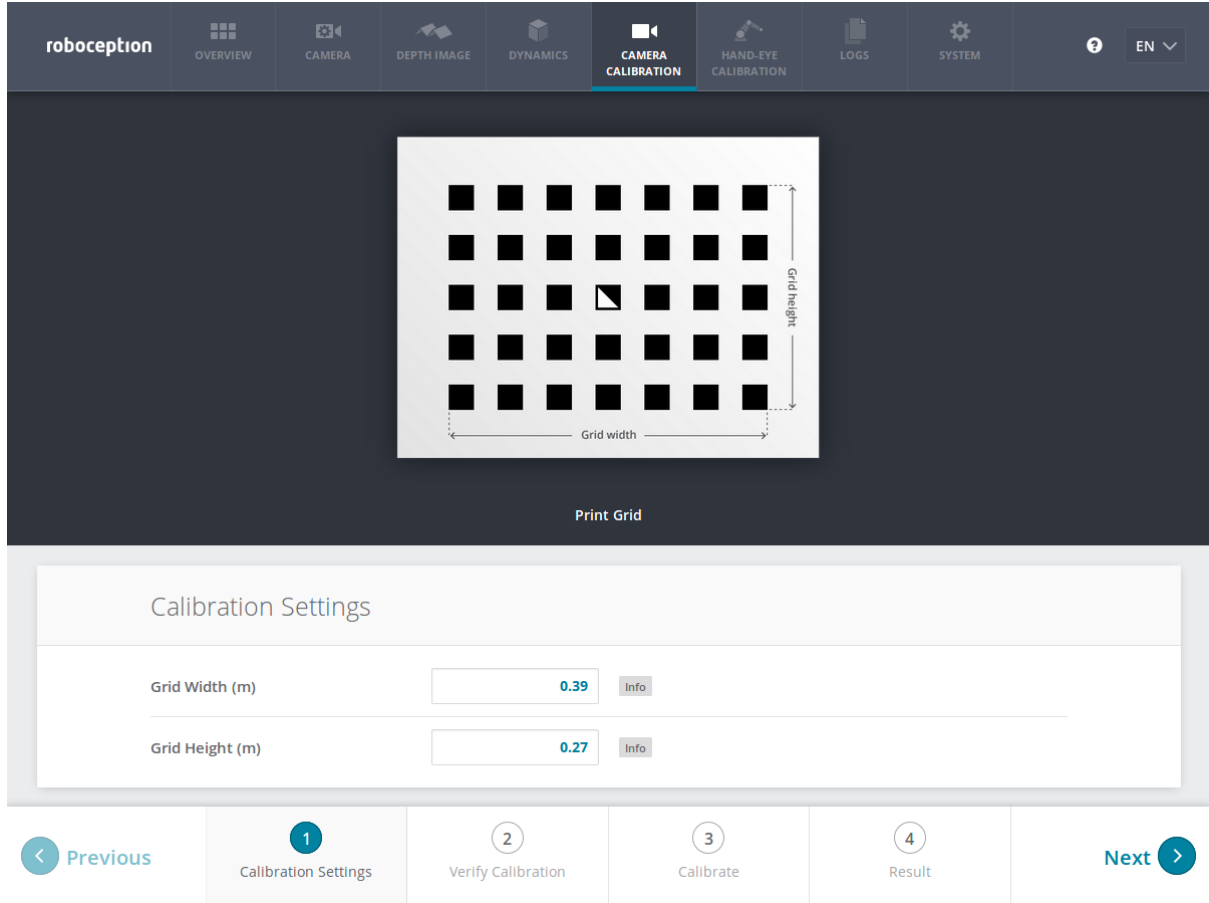 roboception
OVERVIEW
CAMERA
DEPTH IMAGE
DYNAMICS
CAMERA
CALIBRATION
HAND-EYE
CALIBRATION
LOGS
SYSTEM
?
EN
Grid height
Grid width
Print Grid
Calibration Settings
Grid Width (m)
0.39
Info
Grid Height (m)
0.27
Info
Previous
1
Calibration Settings
2
Verify Calibration
3
Calibrate
4
Result
Next